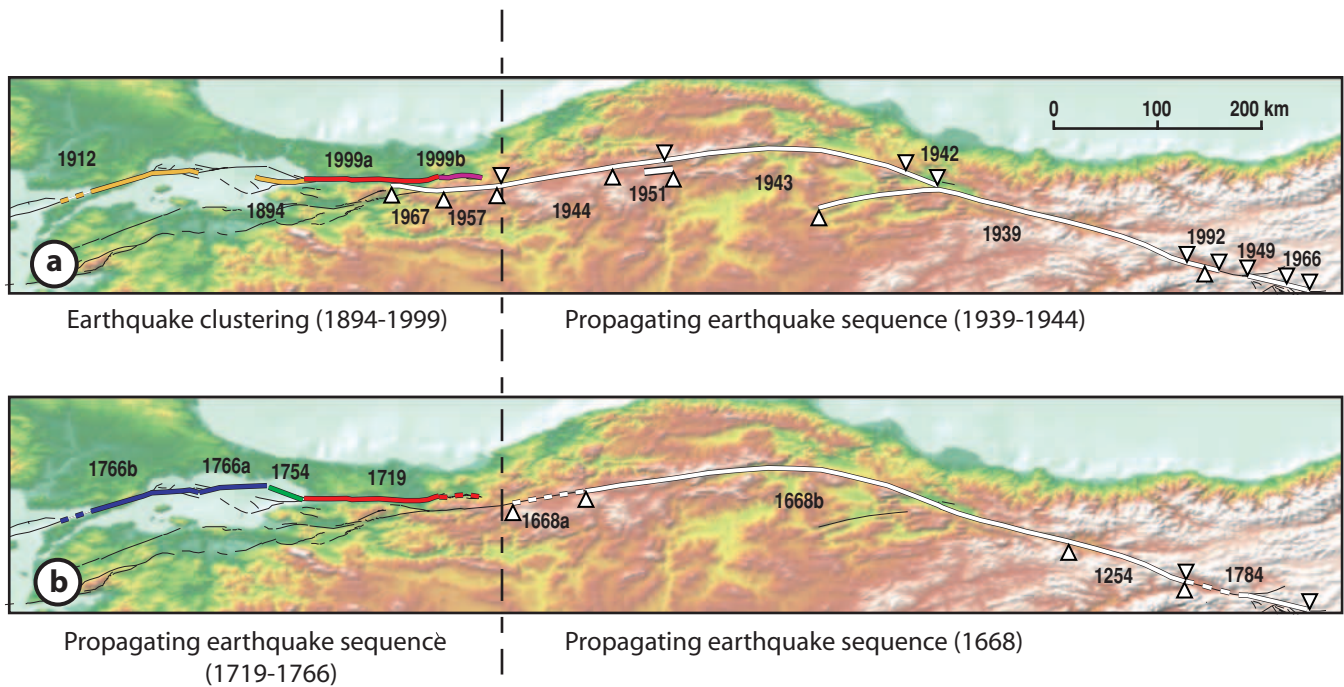 0 100 200 km
1912
1999a
1999b
1942
1894
1967
1957
1944
1951
1943
1939
1992
1949
1966
a
Earthquake clustering (1894-1999)
Propagating earthquake sequence (1939-1944)
1766b
1766a
1754
1719
1668a
1668b
1254
1784
b
Propagating earthquake sequencè
(1719-1766)
Propagating earthquake sequence (1668)